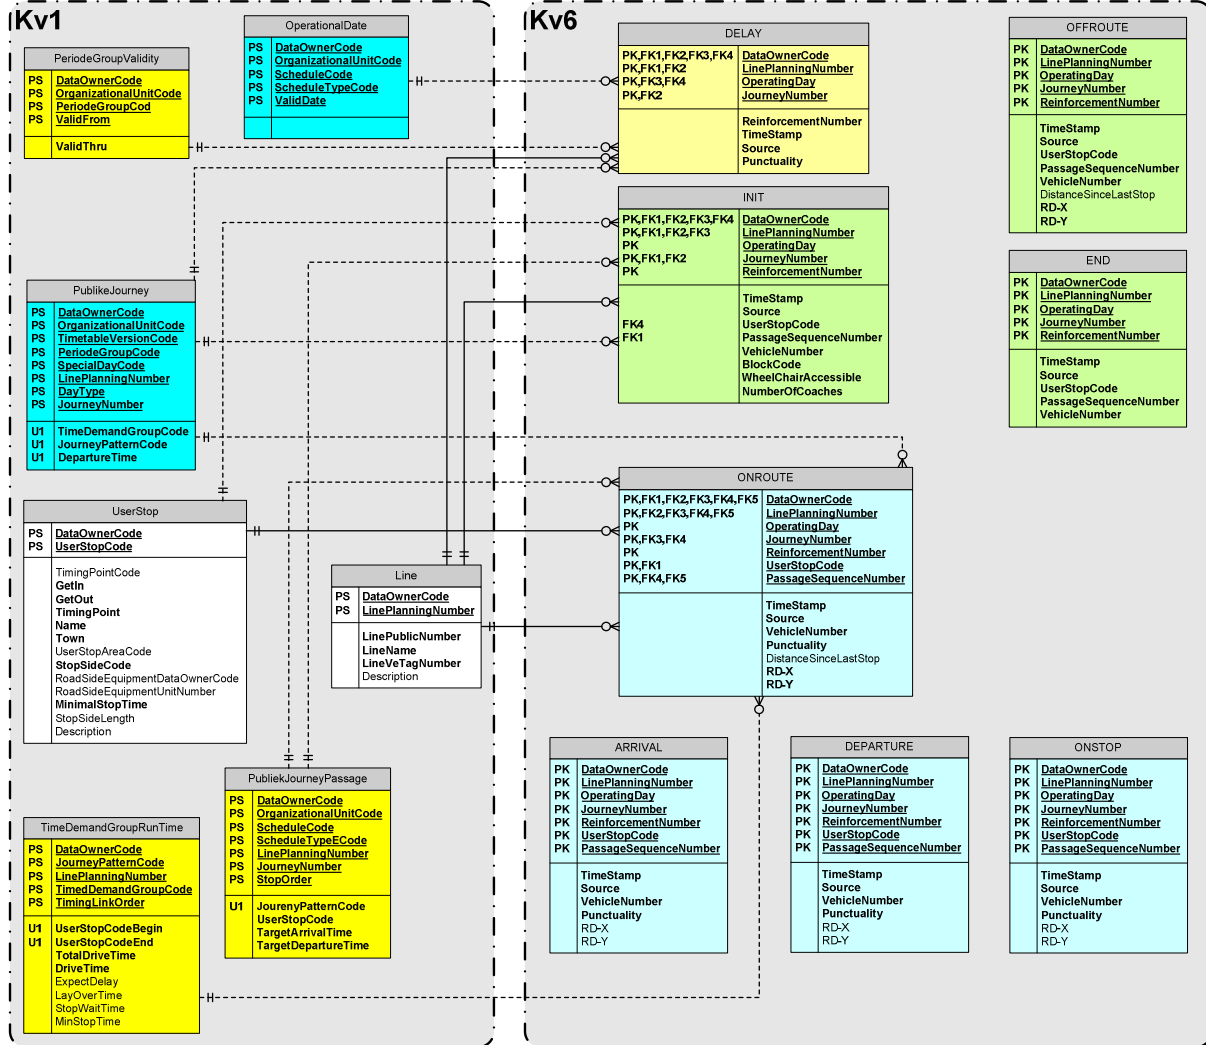 Kv1
OperationalDate
PS DataOwnerCode
PS OrganizationalUnitCode
PS ScheduleCode
PS ScheduleTypeCode
PS ValidDate
PeriodeGroupValidity
PS DataOwnerCode
PS OrganizationalUnitCode
PS PeriodeGroupCod
PS ValidFrom
ValidThru
PublikeJourney
PS DataOwnerCode
PS OrganizationalUnitCode
PS TimetableVersionCode
PS PeriodeGroupCode
PS SpecialDayCode
PS LinePlanningNumber
PS DayType
PS JourneyNumber
U1 TimeDemandGroupCode
U1 JourneyPatternCode
U1 DepartureTime
UserStop
PS DataOwnerCode
PS UserStopCode
TimingPointCode
GetIn
GetOut
TimingPoint
Name
Town
UserStopAreaCode
StopSideCode
RoadSideEquipmentDataOwnerCode
RoadSideEquipmentUnitNumber
MinimalStopTime
StopSideLength
Description
Line
PS DataOwnerCode
PS LinePlanningNumber
LinePublicNumber
LineName
LineVeTagNumber
Description
PubliekJourneyPassage
PS DataOwnerCode
PS OrganizationalUnitCode
PS ScheduleCode
PS ScheduleTypeECode
PS LinePlanningNumber
PS JourneyNumber
PS StopOrder
U1 JourenyPatternCode
UserStopCode
TargetArrivalTime
TargetDepartureTime
TimeDemandGroupRunTime
PS DataOwnerCode
PS JourneyPatternCode
PS LinePlanningNumber
PS TimedDemandGroupCode
PS TimingLinkOrder
U1 UserStopCodeBegin
U1 UserStopCodeEnd
TotalDriveTime
DriveTime
ExpectDelay
LayOverTime
StopWaitTime
MinStopTime
Kv6
DELAY
PK,FK1,FK2,FK3,FK4 DataOwnerCode
PK,FK1,FK2 LinePlanningNumber
PK,FK3,FK4 OperatingDay
PK,FK2 JourneyNumber
ReinforcementNumber
TimeStamp
Source
Punctuality
INIT
PK,FK1,FK2,FK3,FK4 DataOwnerCode
PK,FK1,FK2,FK3 LinePlanningNumber
PK OperatingDay
PK,FK1,FK2 JourneyNumber
PK ReinforcementNumber
TimeStamp
Source
FK4 UserStopCode
FK1 PassageSequenceNumber
VehicleNumber
BlockCode
WheelChairAccessible
NumberOfCoaches
OFFROUTE
PK DataOwnerCode
PK LinePlanningNumber
PK OperatingDay
PK JourneyNumber
PK ReinforcementNumber
TimeStamp
Source
UserStopCode
PassageSequenceNumber
VehicleNumber
DistanceSinceLastStop
RD-X
RD-Y
END
PK DataOwnerCode
PK LinePlanningNumber
PK OperatingDay
PK JourneyNumber
PK ReinforcementNumber
TimeStamp
Source
UserStopCode
PassageSequenceNumber
VehicleNumber
ONROUTE
PK,FK1,FK2,FK3,FK4,FK5 DataOwnerCode
PK,FK2,FK3,FK4,FK5 LinePlanningNumber
PK OperatingDay
PK,FK3,FK4 JourneyNumber
PK ReinforcementNumber
PK,FK1 UserStopCode
PK,FK4,FK5 PassageSequenceNumber
TimeStamp
Source
VehicleNumber
Punctuality
DistanceSinceLastStop
RD-X
RD-Y
ARRIVAL
PK DataOwnerCode
PK LinePlanningNumber
PK OperatingDay
PK JourneyNumber
PK ReinforcementNumber
PK UserStopCode
PK PassageSequenceNumber
TimeStamp
Source
VehicleNumber
Punctuality
RD-X
RD-Y
DEPARTURE
PK DataOwnerCode
PK LinePlanningNumber
PK OperatingDay
PK JourneyNumber
PK ReinforcementNumber
PK UserStopCode
PK PassageSequenceNumber
TimeStamp
Source
VehicleNumber
Punctuality
RD-X
RD-Y
ONSTOP
PK DataOwnerCode
PK LinePlanningNumber
PK OperatingDay
PK JourneyNumber
PK ReinforcementNumber
PK UserStopCode
PK PassageSequenceNumber
TimeStamp
Source
VehicleNumber
Punctuality
RD-X
RD-Y